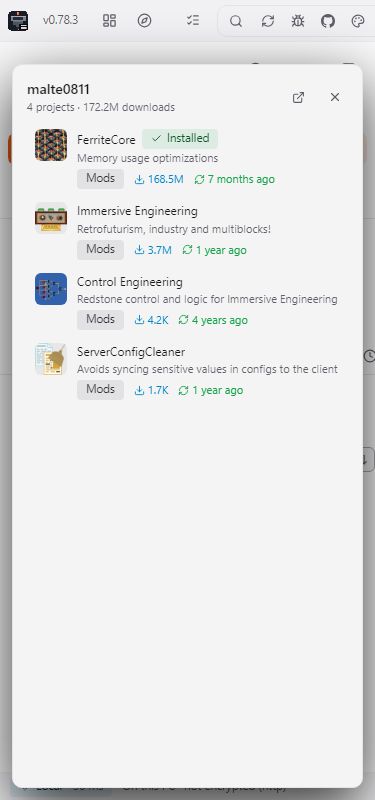 v0.78.3
malte0811
4 projects · 172.2M downloads
FerriteCore Installed
Memory usage optimizations
Mods 168.5M 7 months ago
Immersive Engineering
Retrofuturism, industry and multiblocks!
Mods 3.7M 1 year ago
Control Engineering
Redstone control and logic for Immersive Engineering
Mods 4.2K 4 years ago
ServerConfigCleaner
Avoids syncing sensitive values in configs to the client
Mods 1.7K 1 year ago